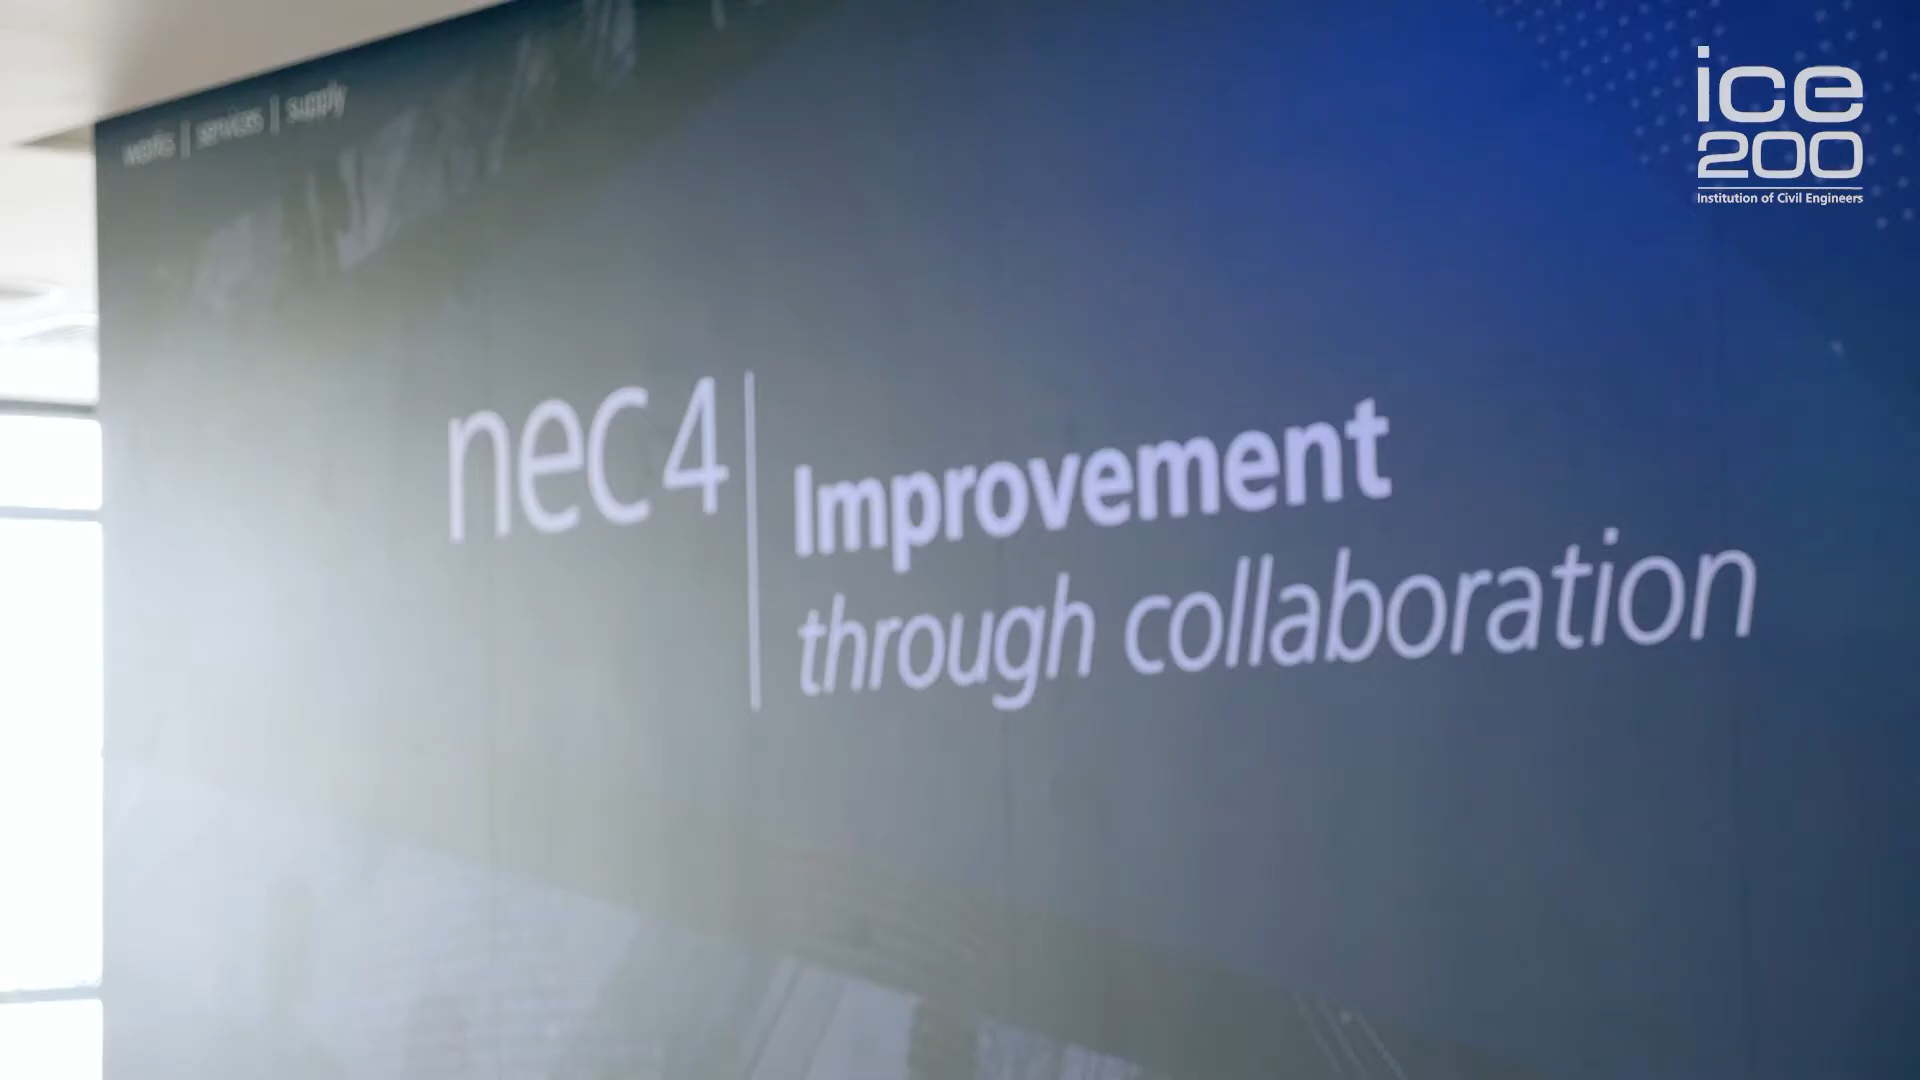 works | services | supply
ice
200
Institution of Civil Engineers
nec4
Improvement
through collaboration